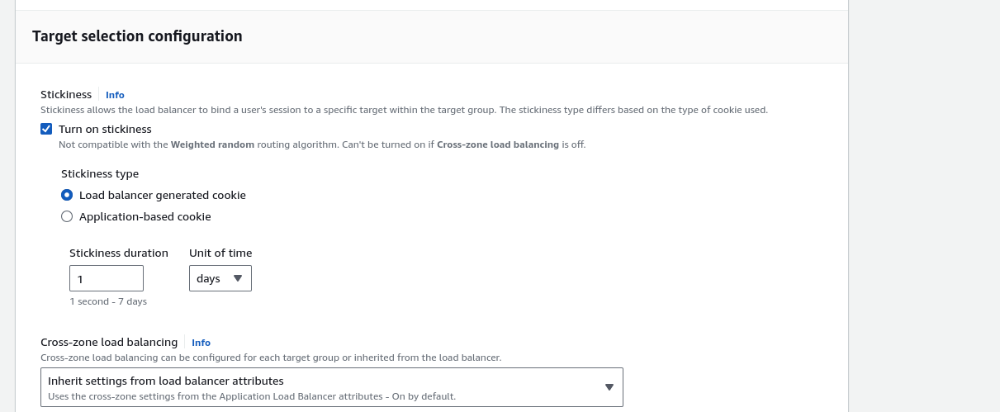 Target selection configuration
Stickiness Info
Stickiness allows the load balancer to bind a user's session to a specific target within the target group. The stickiness type differs based on the type of cookie used.
Turn on stickiness
Not compatible with the Weighted random routing algorithm. Can't be turned on if Cross-zone load balancing is off.
Stickiness type
Load balancer generated cookie
Application-based cookie
Stickiness duration Unit of time
1 days
1 second - 7 days
Cross-zone load balancing Info
Cross-zone load balancing can be configured for each target group or inherited from the load balancer.
Inherit settings from load balancer attributes
Uses the cross-zone settings from the Application Load Balancer attributes - On by default.